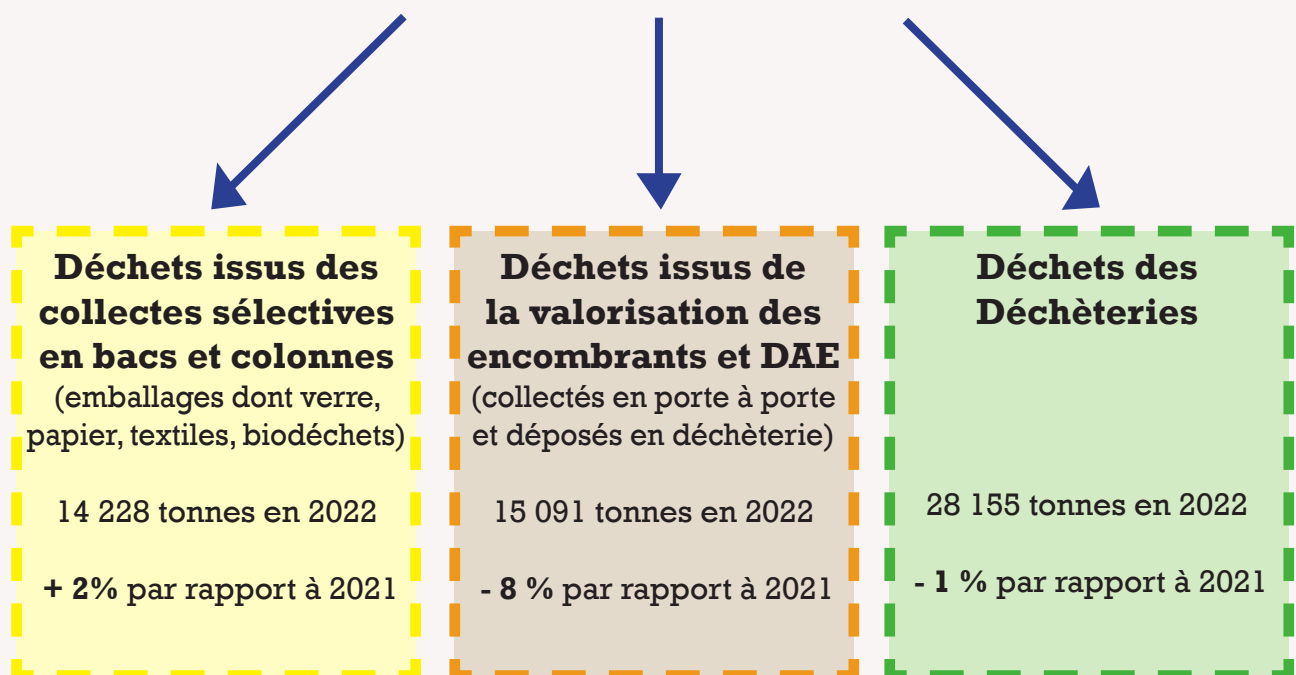 Déchets issus des
collectes sélectives
en bacs et colonnes
(emballages dont verre,
papier, textiles, biodéchets)
14 228 tonnes en 2022
+ 2% par rapport à 2021
Déchets issus de
la valorisation des
encombrants et DAE
(collectés en porte à porte
et déposés en déchèterie)
15 091 tonnes en 2022
- 8 % par rapport à 2021
Déchets des
Déchèteries
28 155 tonnes en 2022
- 1 % par rapport à 2021